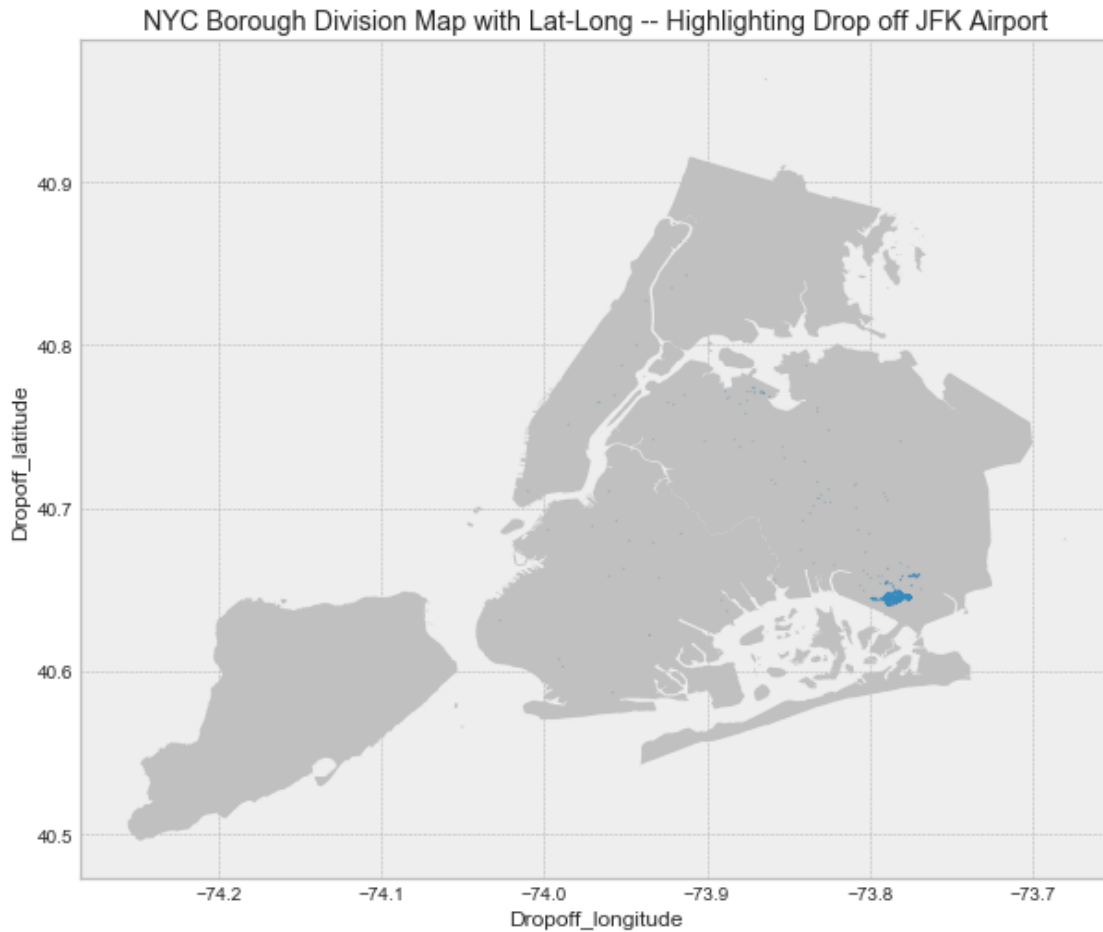 NYC Borough Division Map with Lat-Long -- Highlighting Drop off JFK Airport
40.9
40.8
40.7
40.6
40.5
Dropoff_latitude
−74.2 −74.1 −74.0 −73.9 −73.8 −73.7
Dropoff_longitude